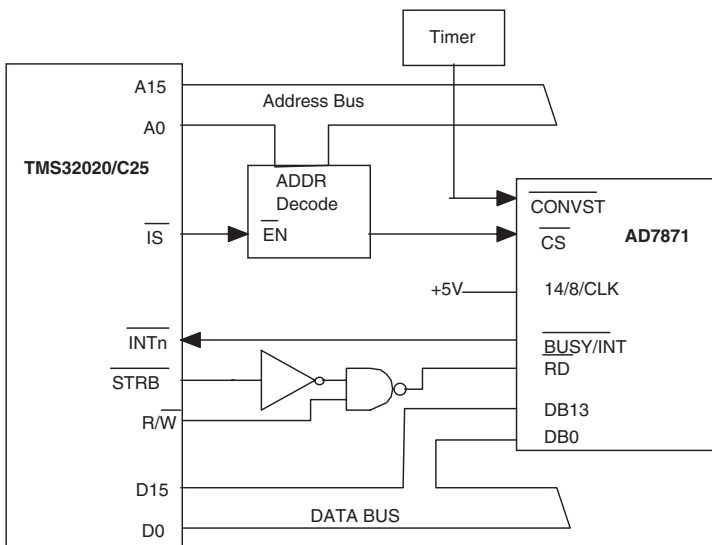 Timer
A15
Address Bus
A0
TMS32020/C25
ADDR
Decode
EN
IS
CONVST
AD7871
CS
+5V
14/8/CLK
INTn
BUSY/INT
STRB
RD
R/W
DB13
DB0
D15
DATA BUS
D0